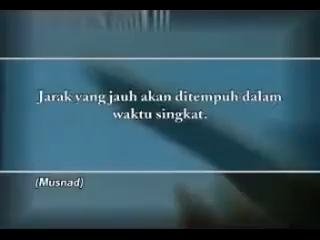 Jarak yang jauh akan ditempuh dalam
waktu singkat.
(Musnad)